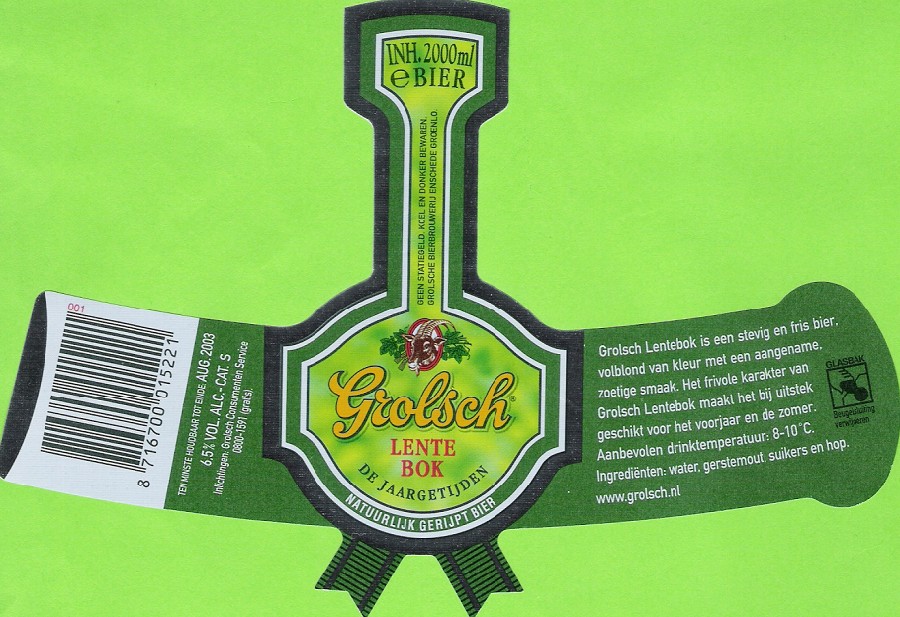 INH. 2000ml
e BIER
GEEN STATIEGELD. KOEL EN DONKER BEWAREN.
GROLSCHE BIERBROUWERIJ ENSCHEDE GROENLO.
Grolsch®
LENTE
BOK
DE JAARGETIJDEN
NATUURLIJK GERIJPT BIER
001
8 716700 015221
TEN MINSTE HOUDBAAR TOT EINDE: AUG. 2003
6,5% VOL. ALC.-CAT. S
Inlichtingen: Grolsch Consumenten Service
0800-1591 (gratis).
Grolsch Lentebok is een stevig en fris bier,
volblond van kleur met een aangename,
zoetige smaak. Het frivole karakter van
Grolsch Lentebok maakt het bij uitstek
geschikt voor het voorjaar en de zomer.
Aanbevolen drinktemperatuur: 8-10°C.
Ingrediënten: water, gerstemout suikers en hop.
www.grolsch.nl
GLASBAK
Beugelsluiting
verwijderen